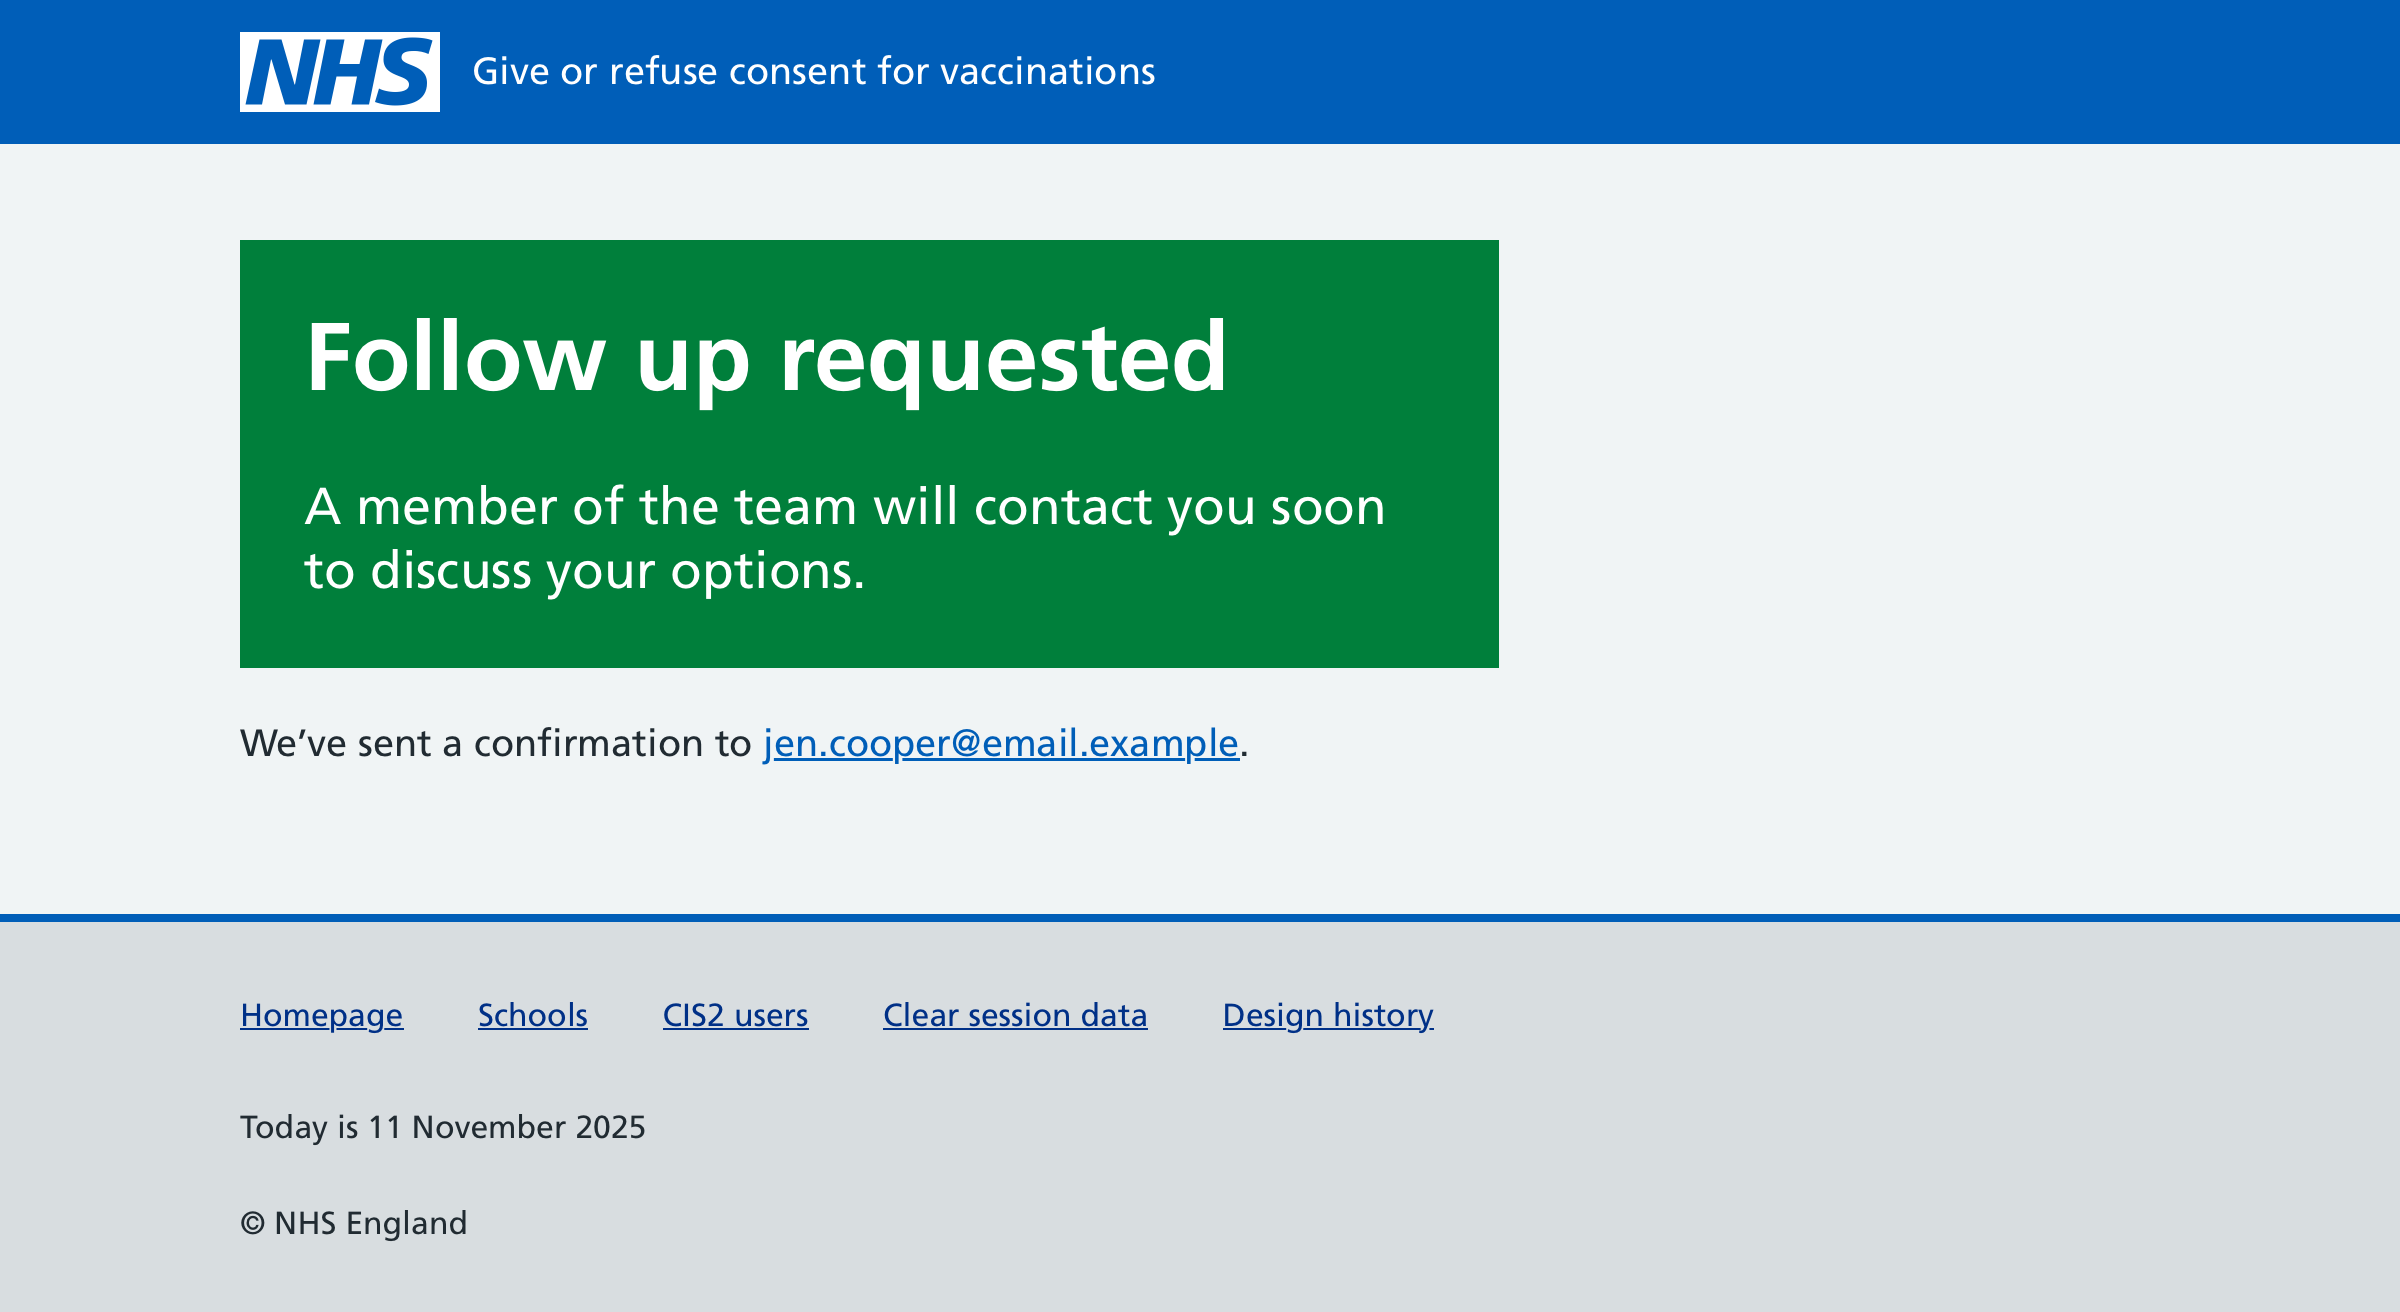 NHS Give or refuse consent for vaccinations
Follow up requested
A member of the team will contact you soon
to discuss your options.
We’ve sent a confirmation to jen.cooper@email.example.
Homepage Schools CIS2 users Clear session data Design history
Today is 11 November 2025
© NHS England